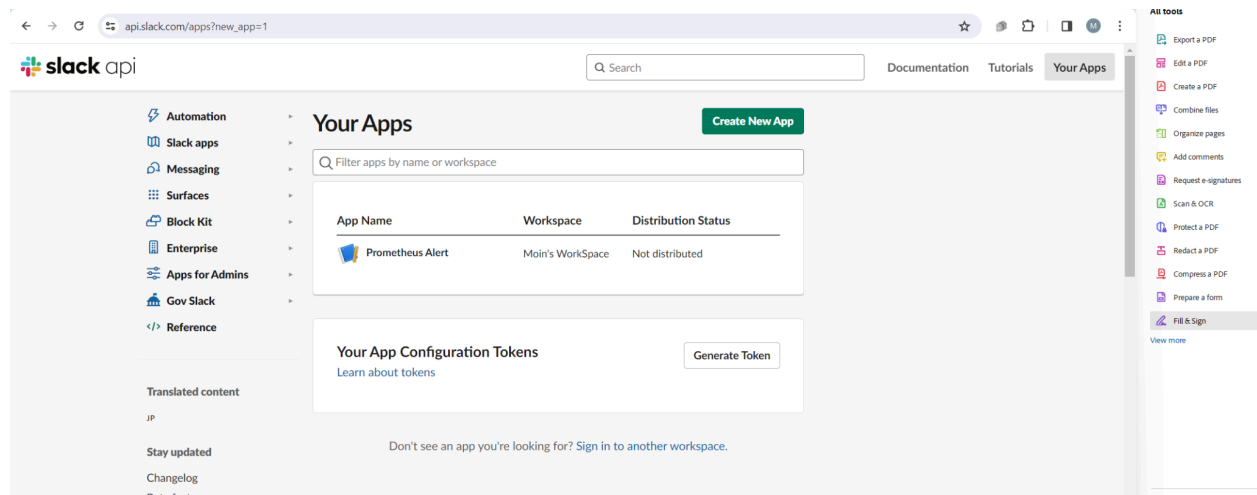 api.slack.com/apps?new_app=1
M
slack api
Search
Documentation
Tutorials
Your Apps
Automation
Slack apps
Messaging
Surfaces
Block Kit
Enterprise
Apps for Admins
Gov Slack
</> Reference
Translated content
JP
Stay updated
Changelog
Your Apps
Create New App
Filter apps by name or workspace
App Name Workspace Distribution Status
Prometheus Alert Moin's WorkSpace Not distributed
Your App Configuration Tokens
Learn about tokens
Generate Token
Don't see an app you're looking for? Sign in to another workspace.
All tools
Export a PDF
Edit a PDF
Create a PDF
Combine files
Organize pages
Add comments
Request e-signatures
Scan & OCR
Protect a PDF
Redact a PDF
Compress a PDF
Prepare a form
Fill & Sign
View more